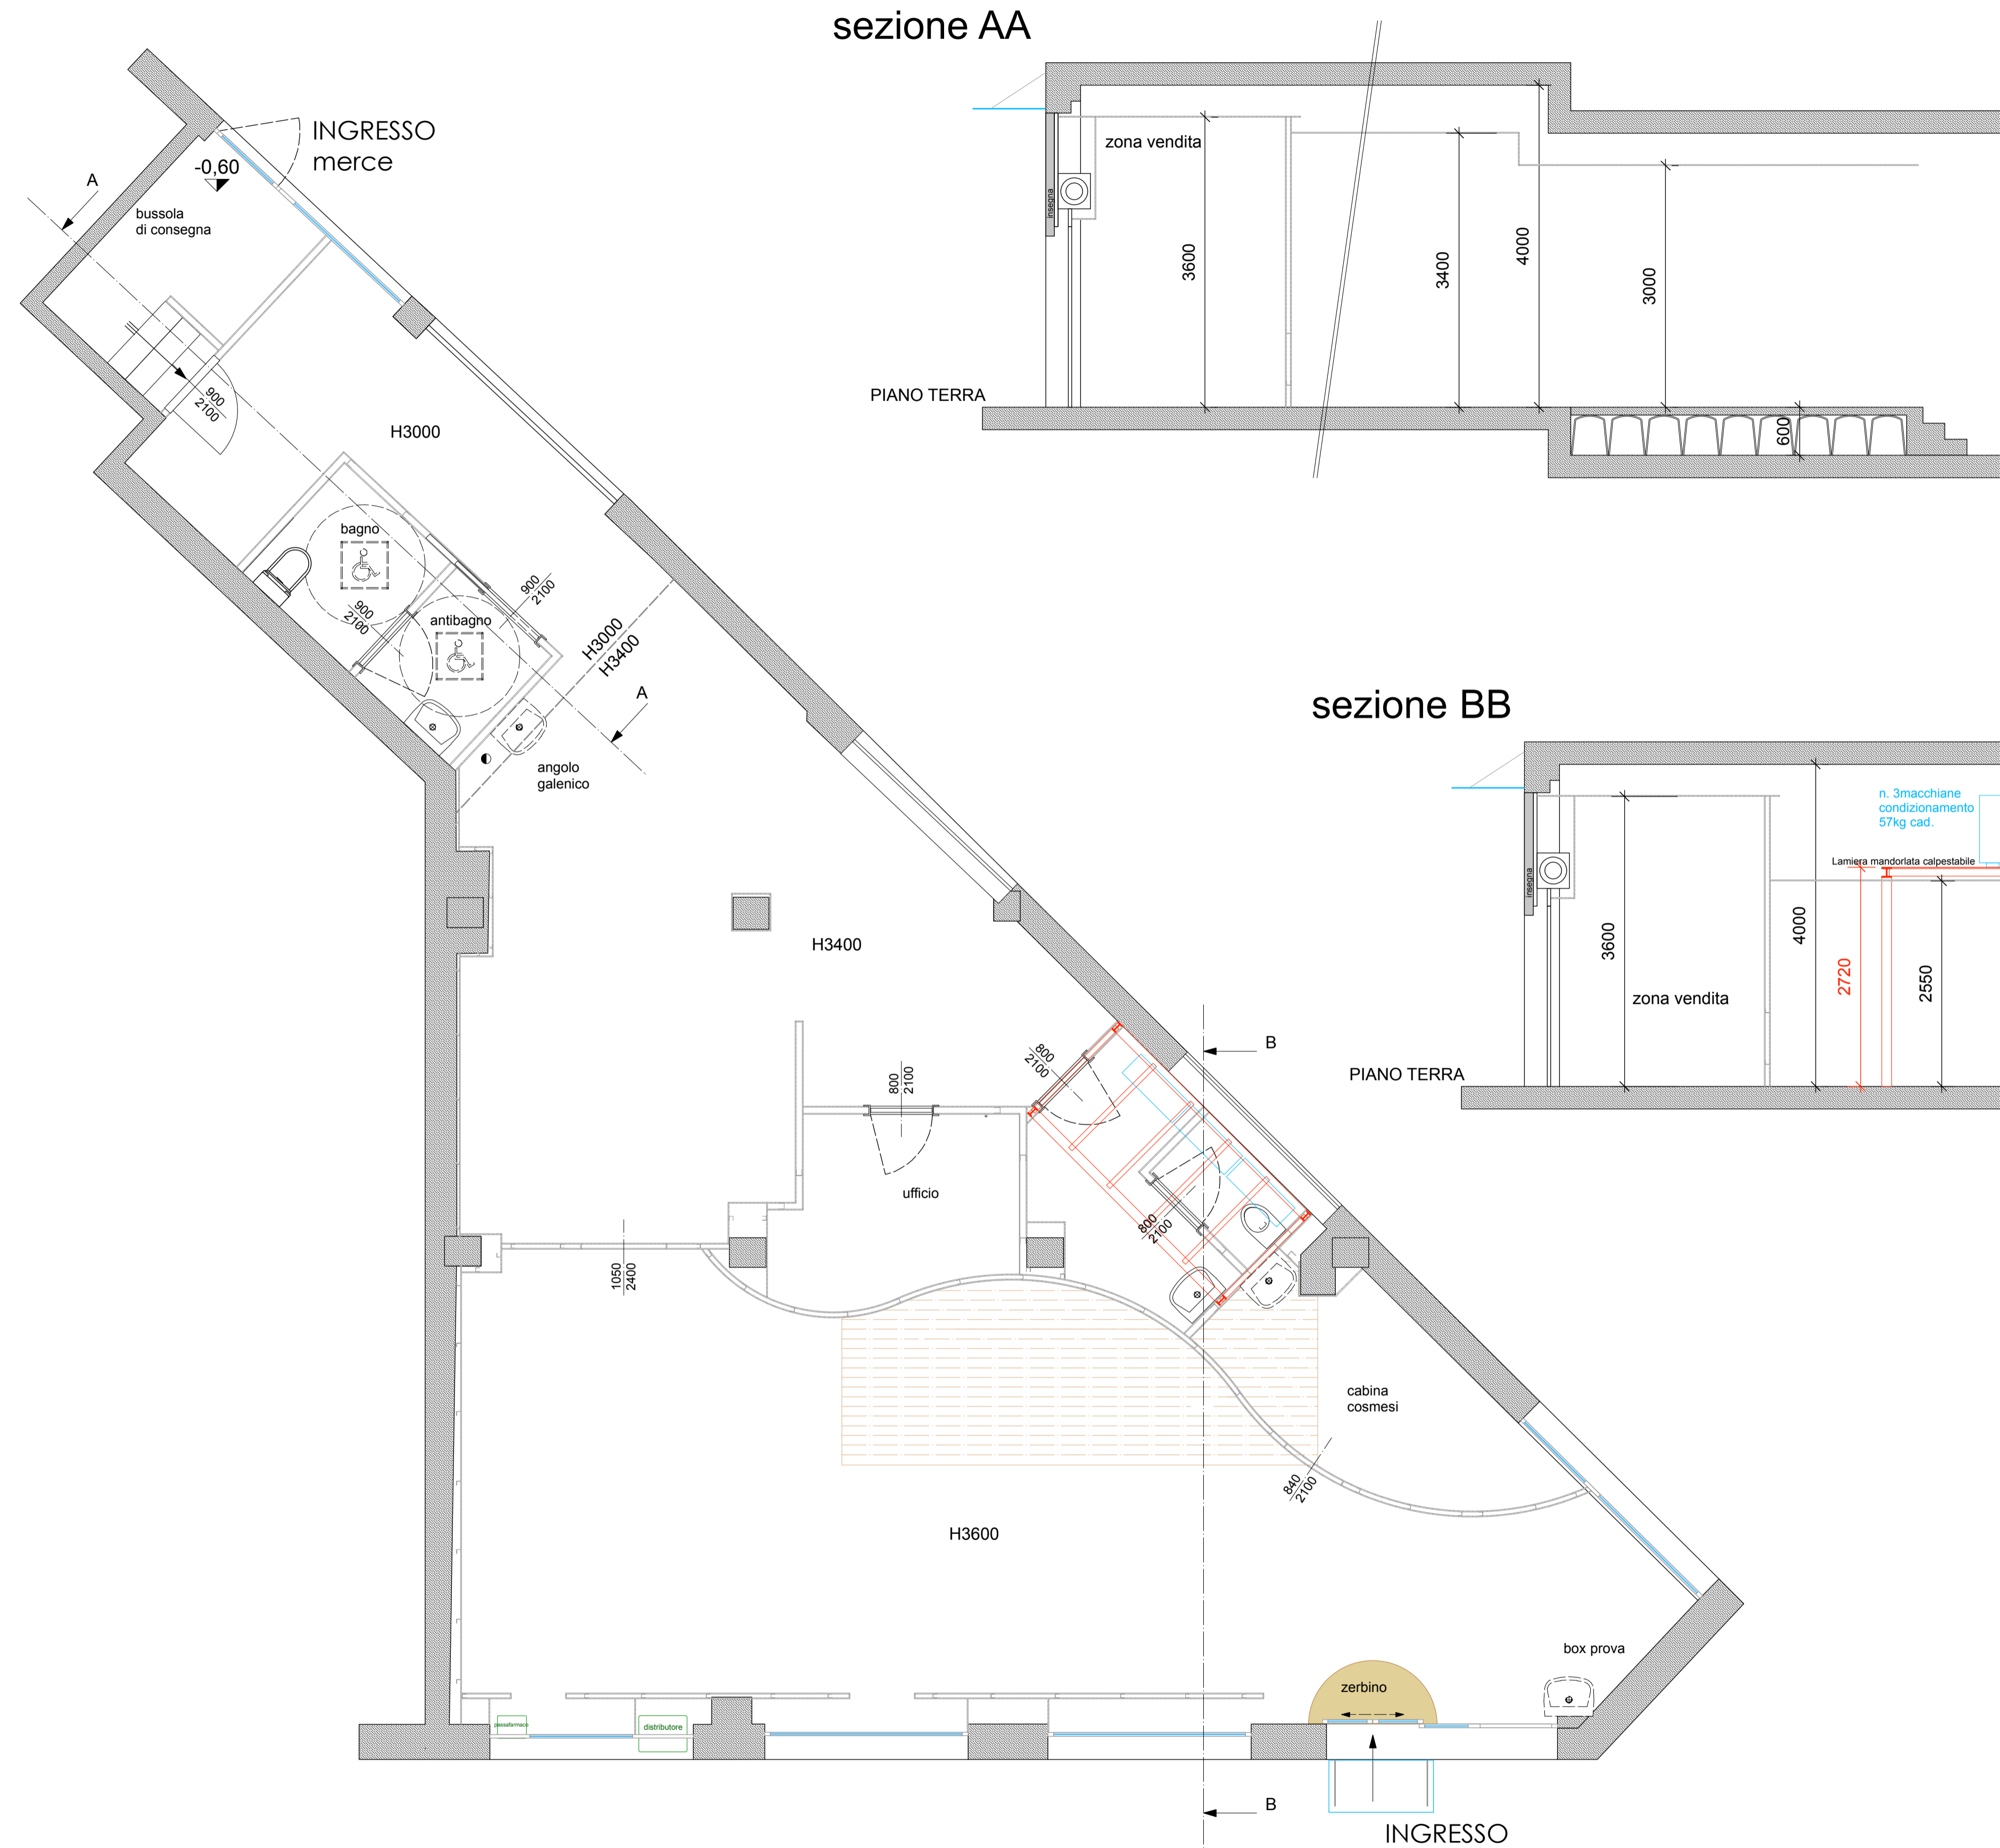 sezione AA
INGRESSO
merce
-0,60
A
bussola
di consegna
zona vendita
insegna
3600
3400
4000
3000
600
PIANO TERRA
900
2100
H3000
bagno
900
2100
antibagno
900
2100
H3000
H3400
A
angolo
galenico
sezione BB
n. 3macchiane
condizionamento
57kg cad.
Lamiera mandorlata calpestabile
insegna
3600
4000
2720
2550
zona vendita
PIANO TERRA
H3400
B
800
2100
800
2100
ufficio
800
2100
1050
2400
cabina
cosmesi
840
2100
H3600
box prova
zerbino
passafarmaco
distributore
B
INGRESSO